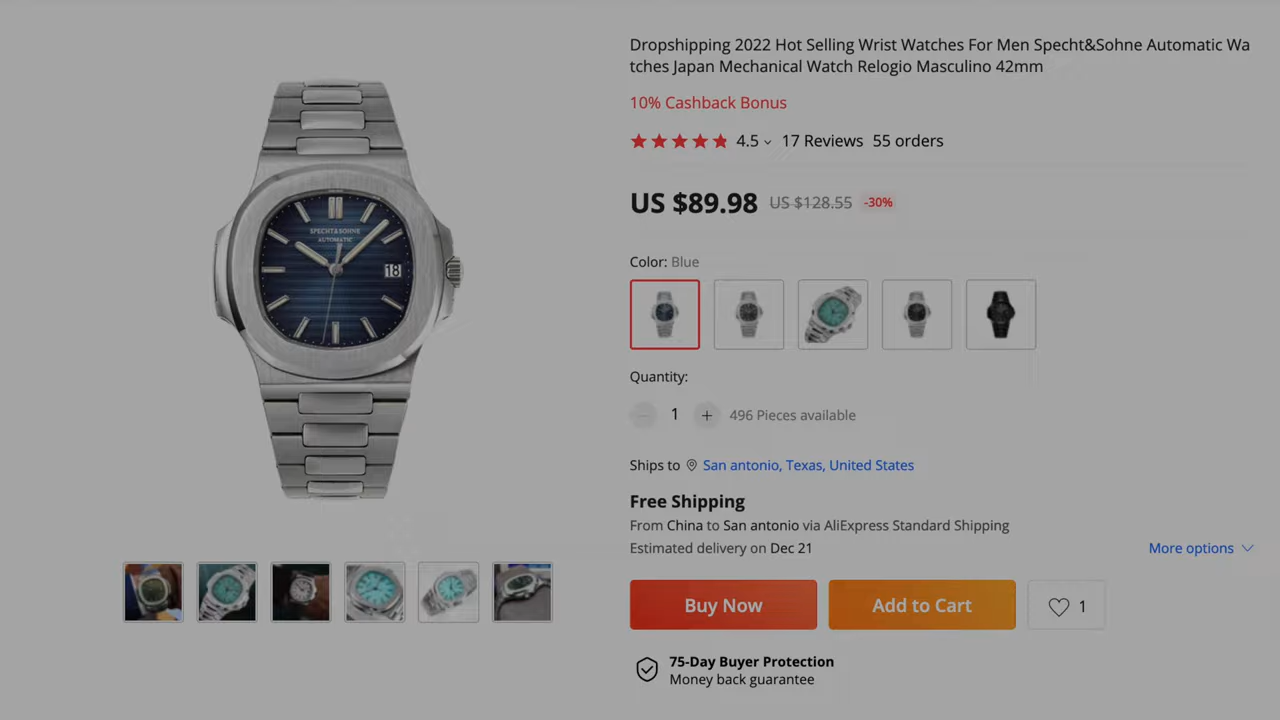 Dropshipping 2022 Hot Selling Wrist Watches For Men Specht&Sohne Automatic Wa
tches Japan Mechanical Watch Relogio Masculino 42mm
10% Cashback Bonus
4.5 17 Reviews 55 orders
US $89.98 US $128.55 -30%
Color: Blue
Quantity:
1 496 Pieces available
Ships to San antonio, Texas, United States
Free Shipping
From China to San antonio via AliExpress Standard Shipping
Estimated delivery on Dec 21
More options
Buy Now Add to Cart 1
75-Day Buyer Protection
Money back guarantee
SPECHT&SOHNE
AUTOMATIC
18